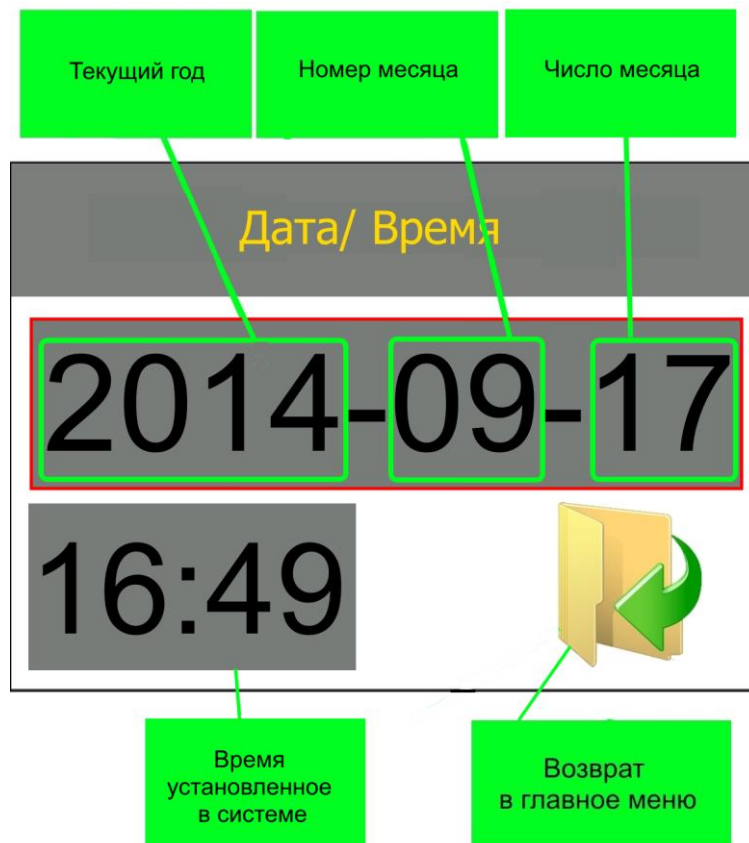 Текущий год
Номер месяца
Число месяца
Дата/ Время
2014-09-17
16:49
Время
установленное
в системе
Возврат
в главное меню